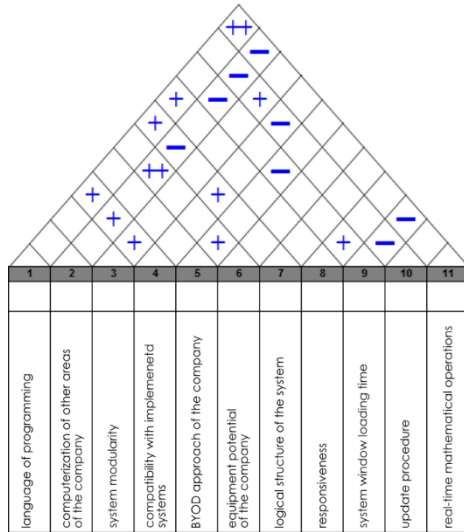 ++
−
−
+ − +
+ −
−
++ −
+ +
+ −
+ + + −
1 2 3 4 5 6 7 8 9 10 11
language of programming
computerization of other areas
of the company
system modularity
compatibility with implemenetd
systems
BYOD approach of the company
equipment potential
of the company
logical structure of the system
responsiveness
system window loading time
update procedure
real-time mathematical operations